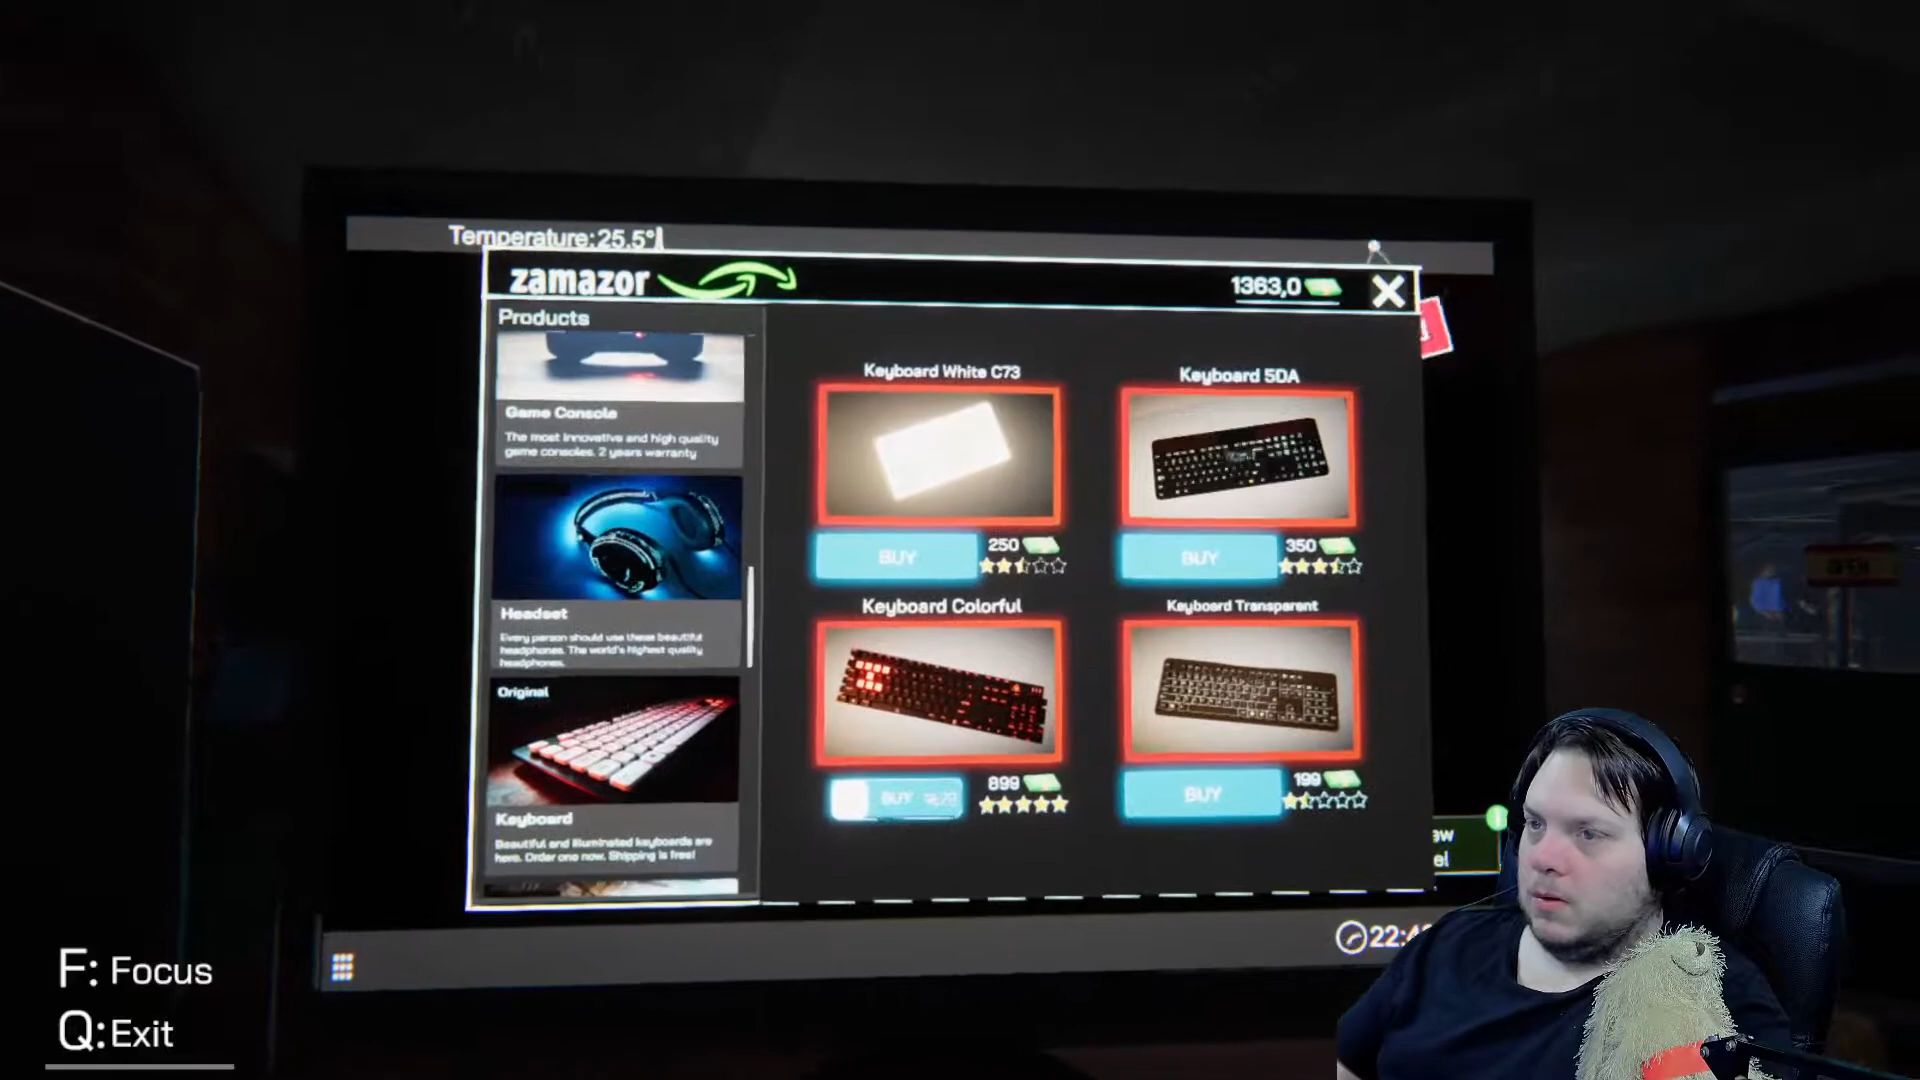 Temperature:25.5°
zamazor
1363,0
Products
Game Console
The most innovative and high quality
game consoles. 2 years warranty
Headset
Every person should use these beautiful
headphones. The world's highest quality
headphones.
Original
Keyboard
Beautiful and illuminated keyboards are
here. Order one now. Shipping is free!
Keyboard White C73
BUY
250
Keyboard 5DA
BUY
350
Keyboard Colorful
BUY
899
Keyboard Transparent
BUY
199
OPEN
F: Focus
Q:Exit